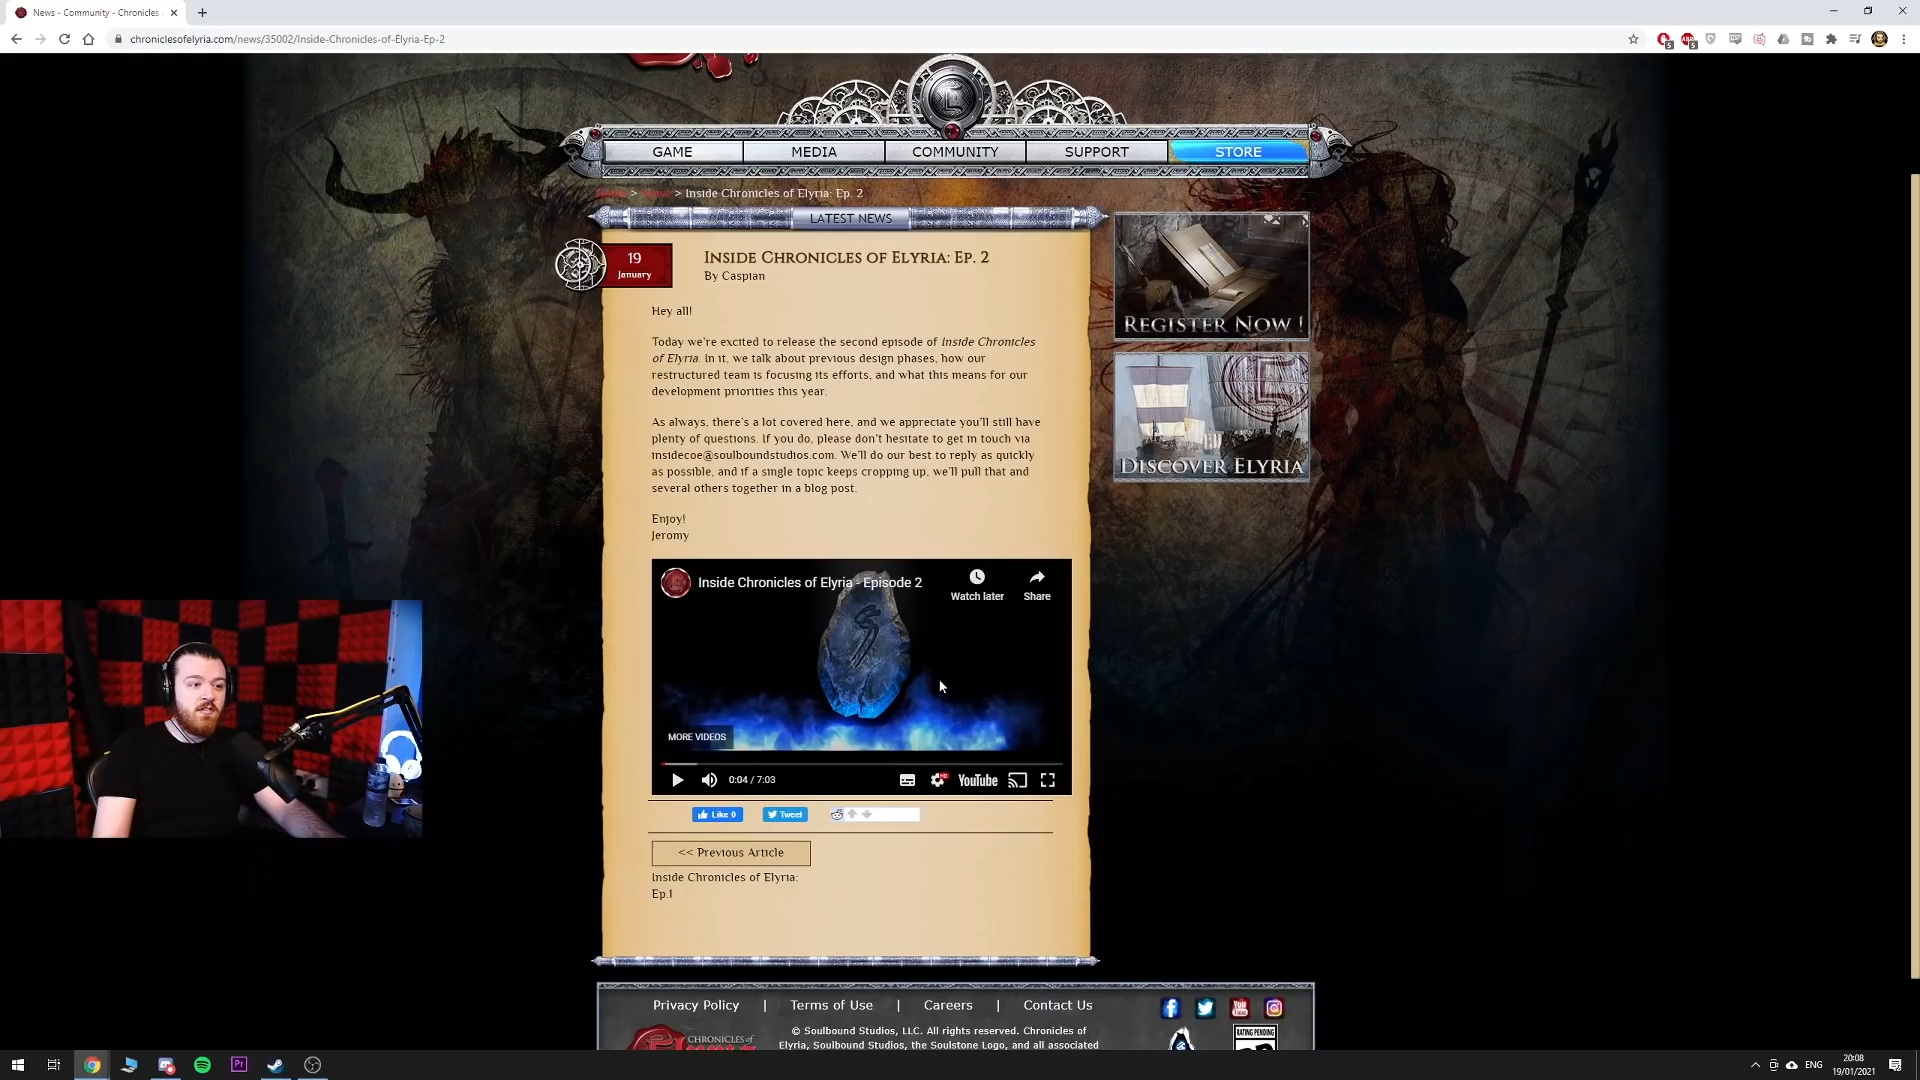 News - Community - Chronicles
chroniclesofelyria.com/news/35002/Inside-Chronicles-of-Elyria-Ep-2
GAME
MEDIA
COMMUNITY
SUPPORT
STORE
> > Inside Chronicles of Elyria: Ep. 2
LATEST NEWS
19
January
Inside Chronicles of Elyria: Ep. 2
By Caspian
Hey all!
Today we're excited to release the second episode of Inside Chronicles
of Elyria. In it, we talk about previous design phases, how our
restructured team is focusing its efforts, and what this means for our
development priorities this year.
As always, there's a lot covered here, and we appreciate you'll still have
plenty of questions. If you do, please don't hesitate to get in touch via
insidecoe@soulboundstudios.com. We'll do our best to reply as quickly
as possible, and if a single topic keeps cropping up, we'll pull that and
several others together in a blog post.
Enjoy!
Jeromy
Register Now !
Discover Elyria
Inside Chronicles of Elyria - Episode 2
Watch later
Share
MORE VIDEOS
0:04 / 7:03
HD
YouTube
Like 0
Tweet
<< Previous Article
Inside Chronicles of Elyria:
Ep.1
Privacy Policy | Terms of Use | Careers | Contact Us
You
Tube
© Soulbound Studios, LLC. All rights reserved. Chronicles of
Elyria, Soulbound Studios, the Soulstone Logo, and all associated
CHRONICLES of
RATING PENDING
Pr
ENG
20:08
19/01/2021